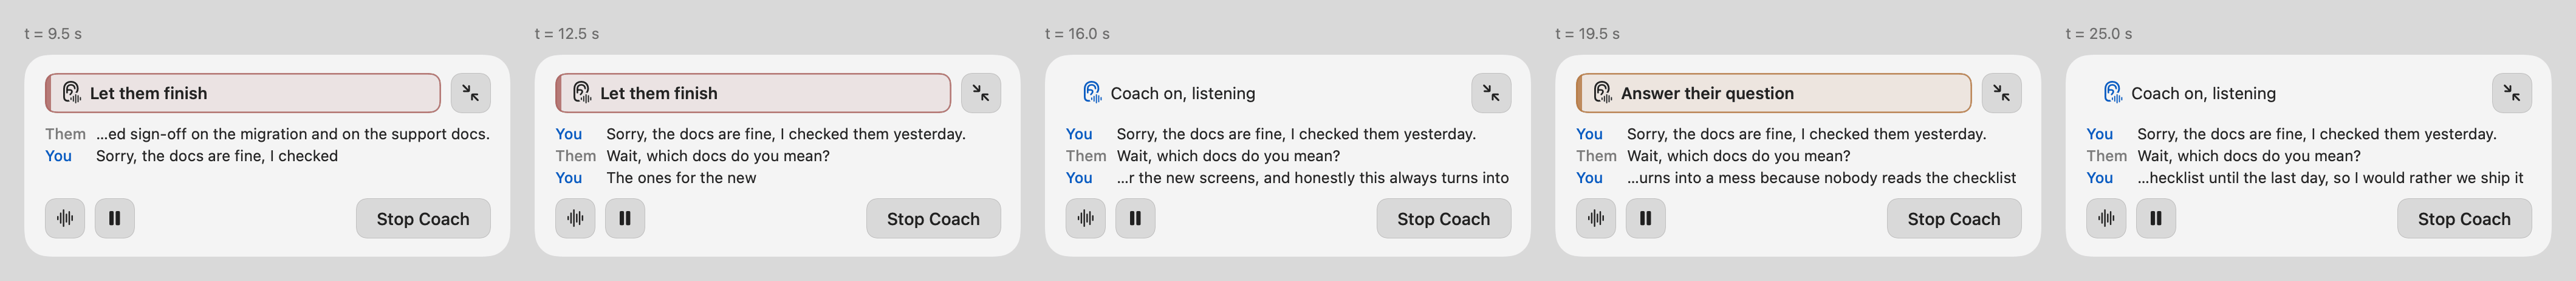 t = 9.5 s
Let them finish
Them ...ed sign-off on the migration and on the support docs.
You Sorry, the docs are fine, I checked
Stop Coach
t = 12.5 s
Let them finish
You Sorry, the docs are fine, I checked them yesterday.
Them Wait, which docs do you mean?
You The ones for the new
Stop Coach
t = 16.0 s
Coach on, listening
You Sorry, the docs are fine, I checked them yesterday.
Them Wait, which docs do you mean?
You ...r the new screens, and honestly this always turns into
Stop Coach
t = 19.5 s
Answer their question
You Sorry, the docs are fine, I checked them yesterday.
Them Wait, which docs do you mean?
You ...urns into a mess because nobody reads the checklist
Stop Coach
t = 25.0 s
Coach on, listening
You Sorry, the docs are fine, I checked them yesterday.
Them Wait, which docs do you mean?
You ...hecklist until the last day, so I would rather we ship it
Stop Coach